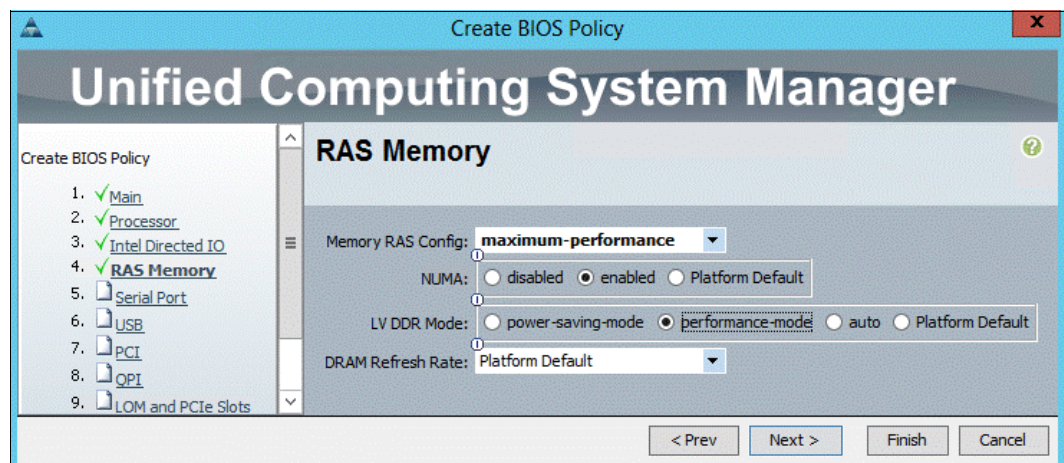 Create BIOS Policy
X
Unified Computing System Manager
Create BIOS Policy
1. Main
2. Processor
3. Intel Directed IO
4. RAS Memory
5. Serial Port
6. USB
7. PCI
8. QPI
9. LOM and PCIe Slots
RAS Memory
?
Memory RAS Config: maximum-performance
NUMA: disabled enabled Platform Default
LV DDR Mode: power-saving-mode performance-mode auto Platform Default
DRAM Refresh Rate: Platform Default
< Prev Next > Finish Cancel